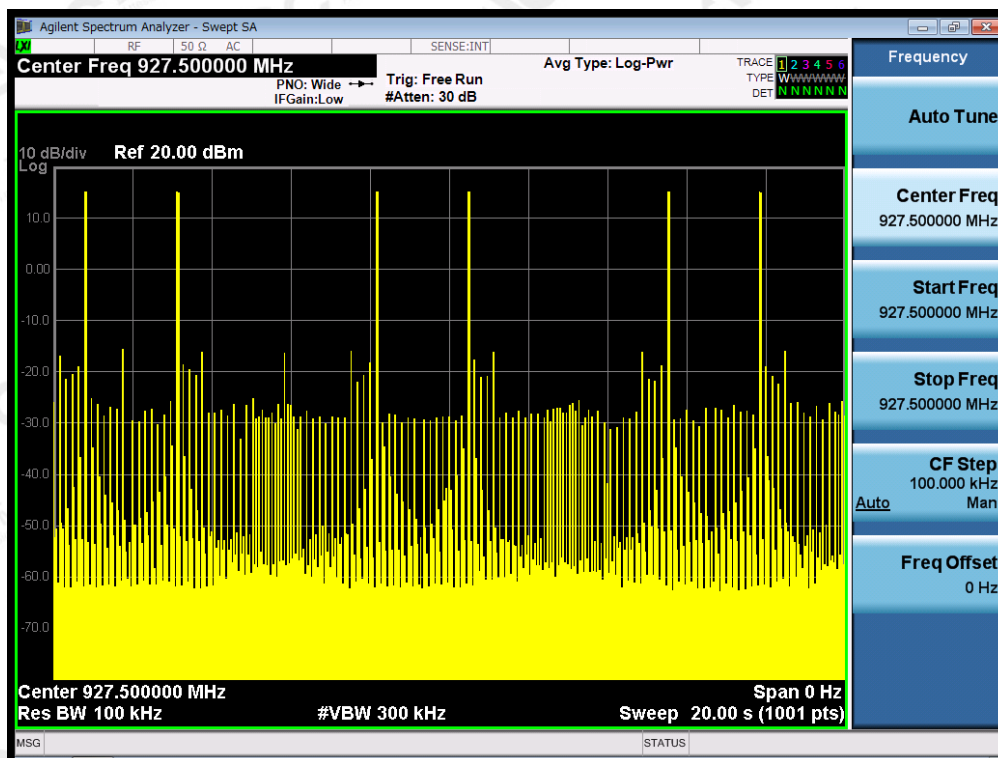 Agilent Spectrum Analyzer - Swept SA
LXI RF 50 Ω AC SENSE:INT
Center Freq 927.500000 MHz
PNO: Wide
IFGain:Low
Trig: Free Run
#Atten: 30 dB
Avg Type: Log-Pwr
TRACE 1 2 3 4 5 6
TYPE WWWWWW
DET N N N N N N
10 dB/div Ref 20.00 dBm
Log
10.0
0.00
-10.0
-20.0
-30.0
-40.0
-50.0
-60.0
-70.0
Center 927.500000 MHz Span 0 Hz
Res BW 100 kHz #VBW 300 kHz Sweep 20.00 s (1001 pts)
MSG STATUS
Frequency
Auto Tune
Center Freq
927.500000 MHz
Start Freq
927.500000 MHz
Stop Freq
927.500000 MHz
CF Step
100.000 kHz
Auto Man
Freq Offset
0 Hz